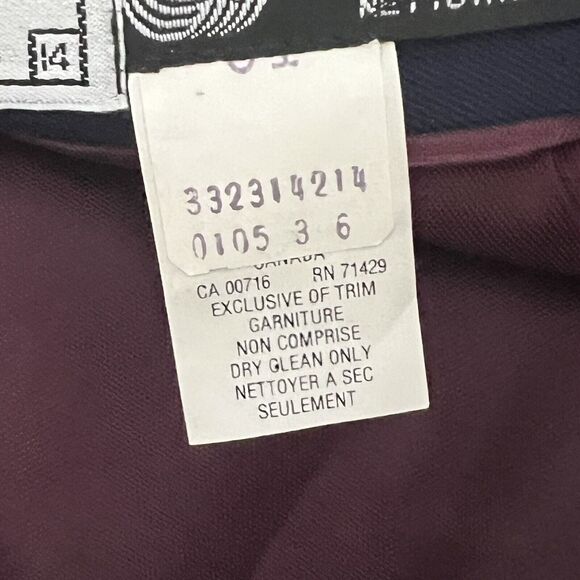 14
332314214
0105 3 6
CANADA
CA 00716 RN 71429
EXCLUSIVE OF TRIM
GARNITURE
NON COMPRISE
DRY CLEAN ONLY
NETTOYER A SEC
SEULEMENT